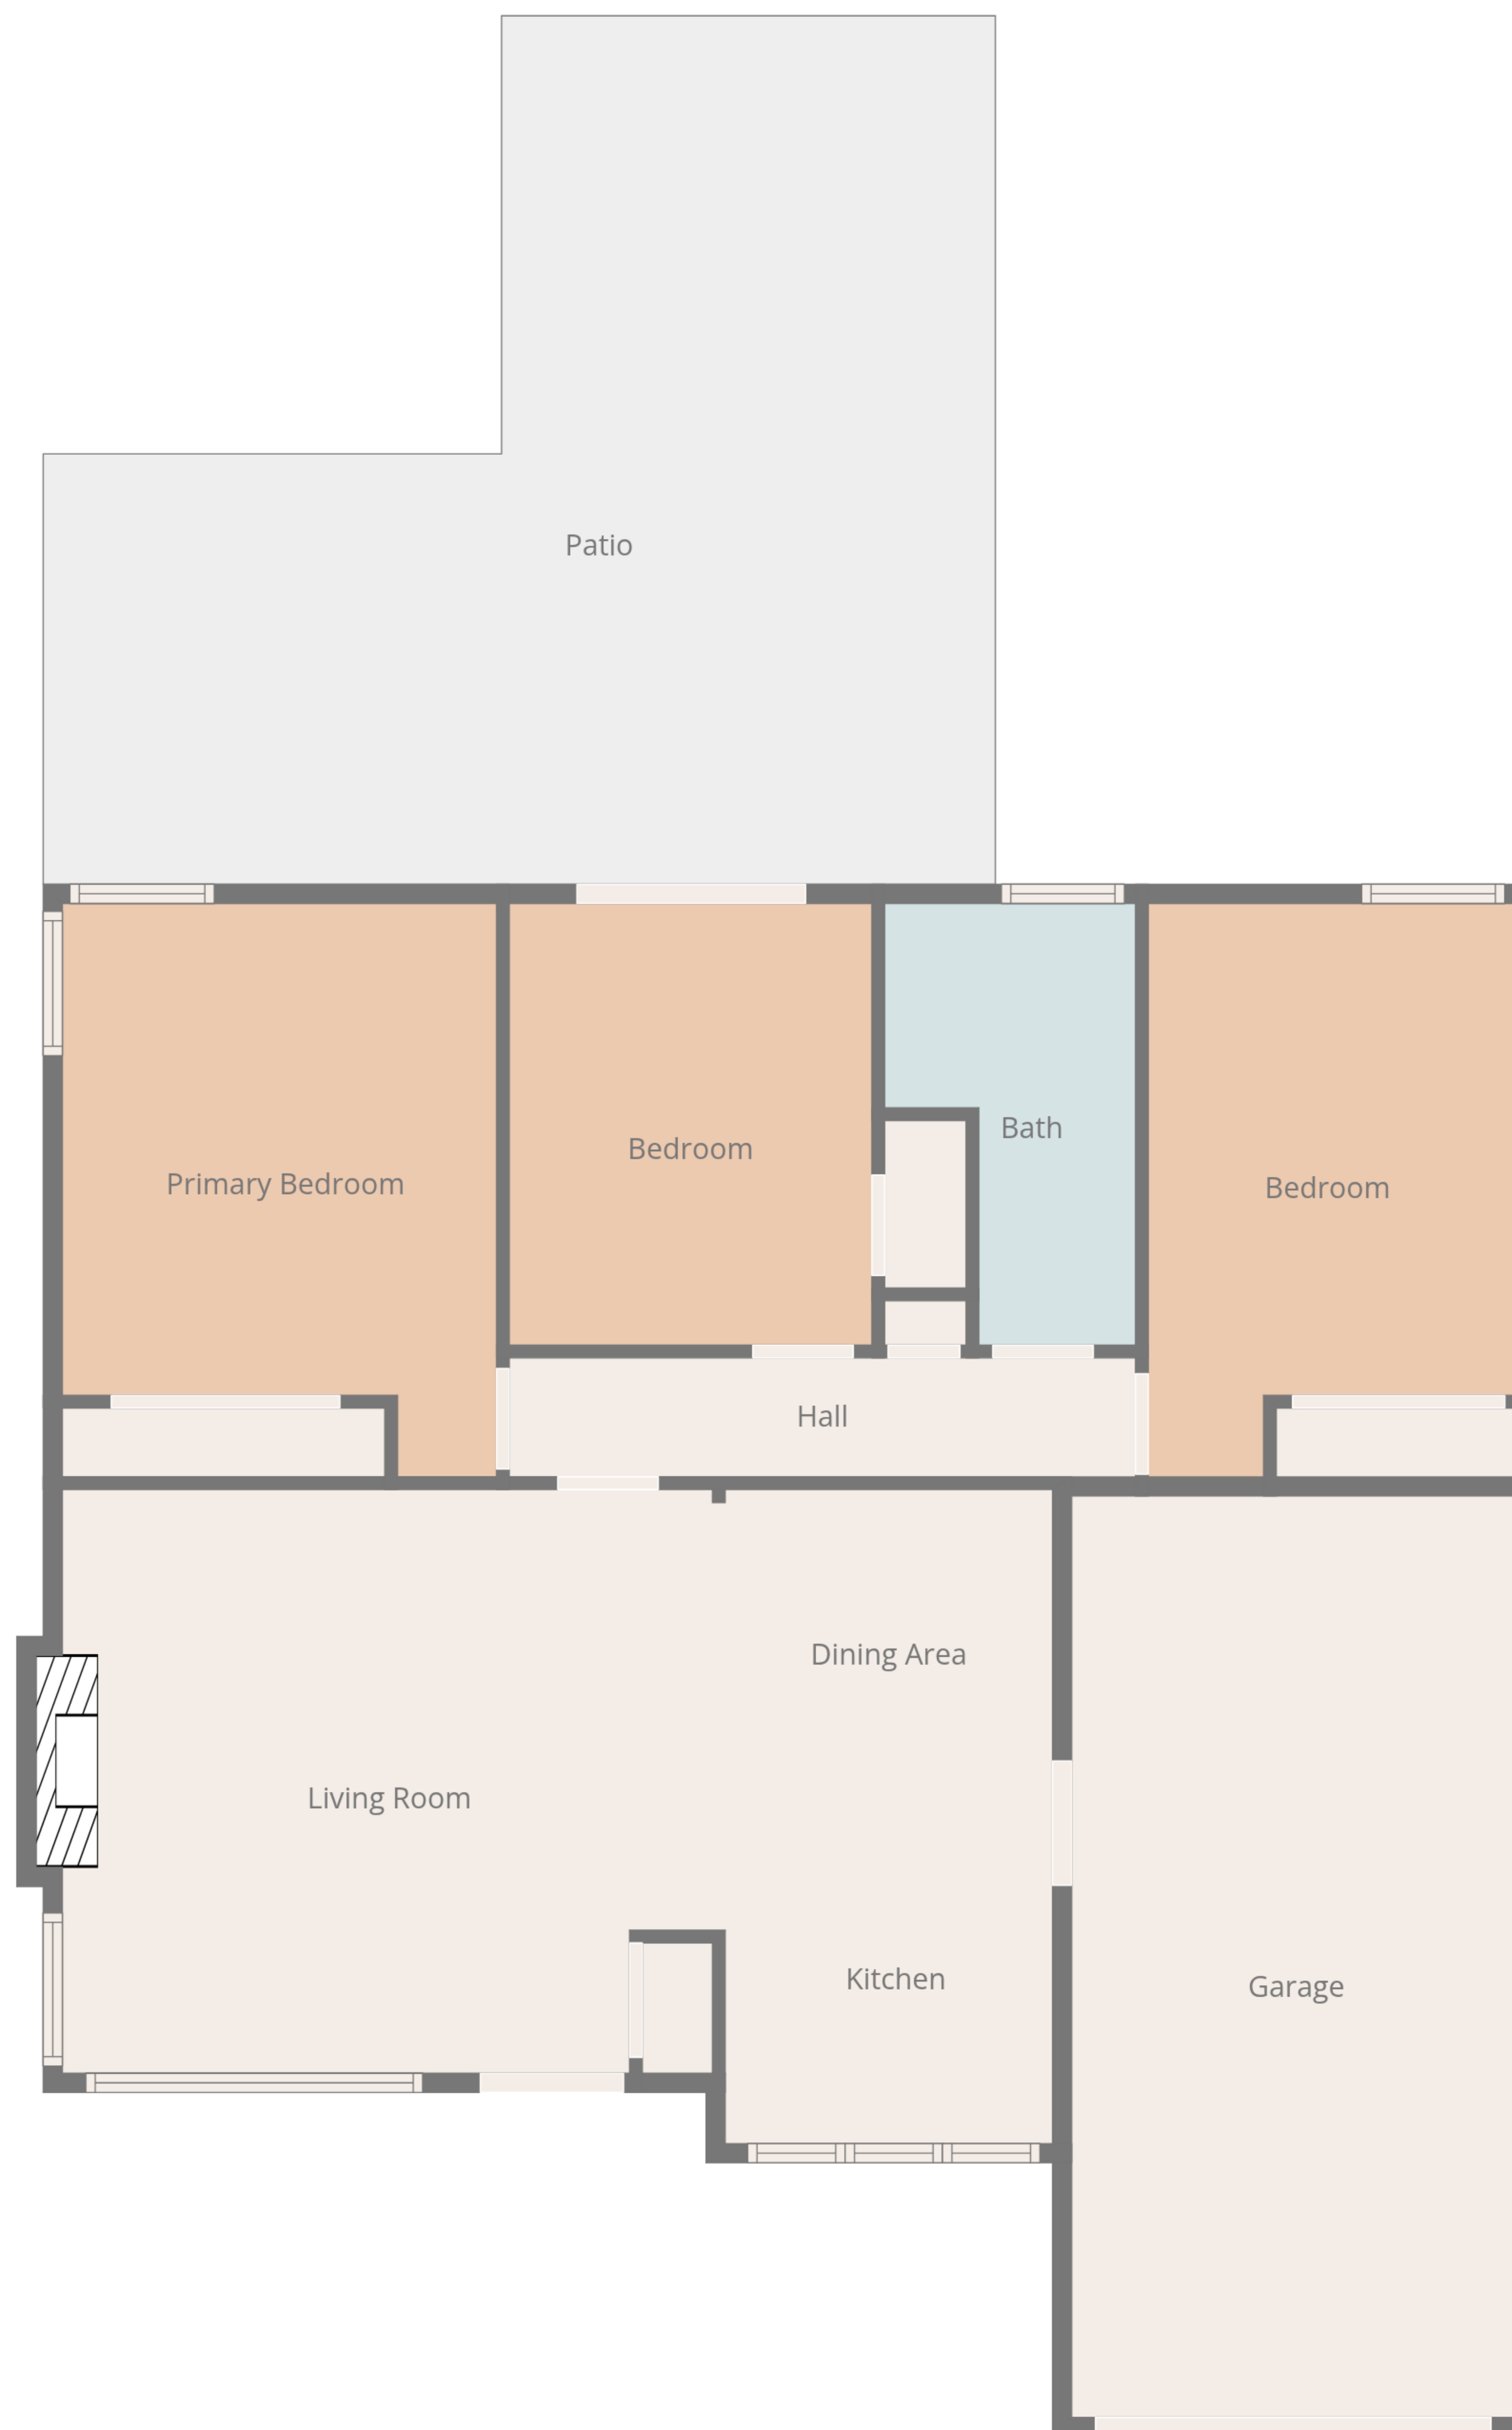 Patio
Bath
Bedroom
Primary Bedroom
Bedroom
Hall
Dining Area
Living Room
Kitchen
Garage